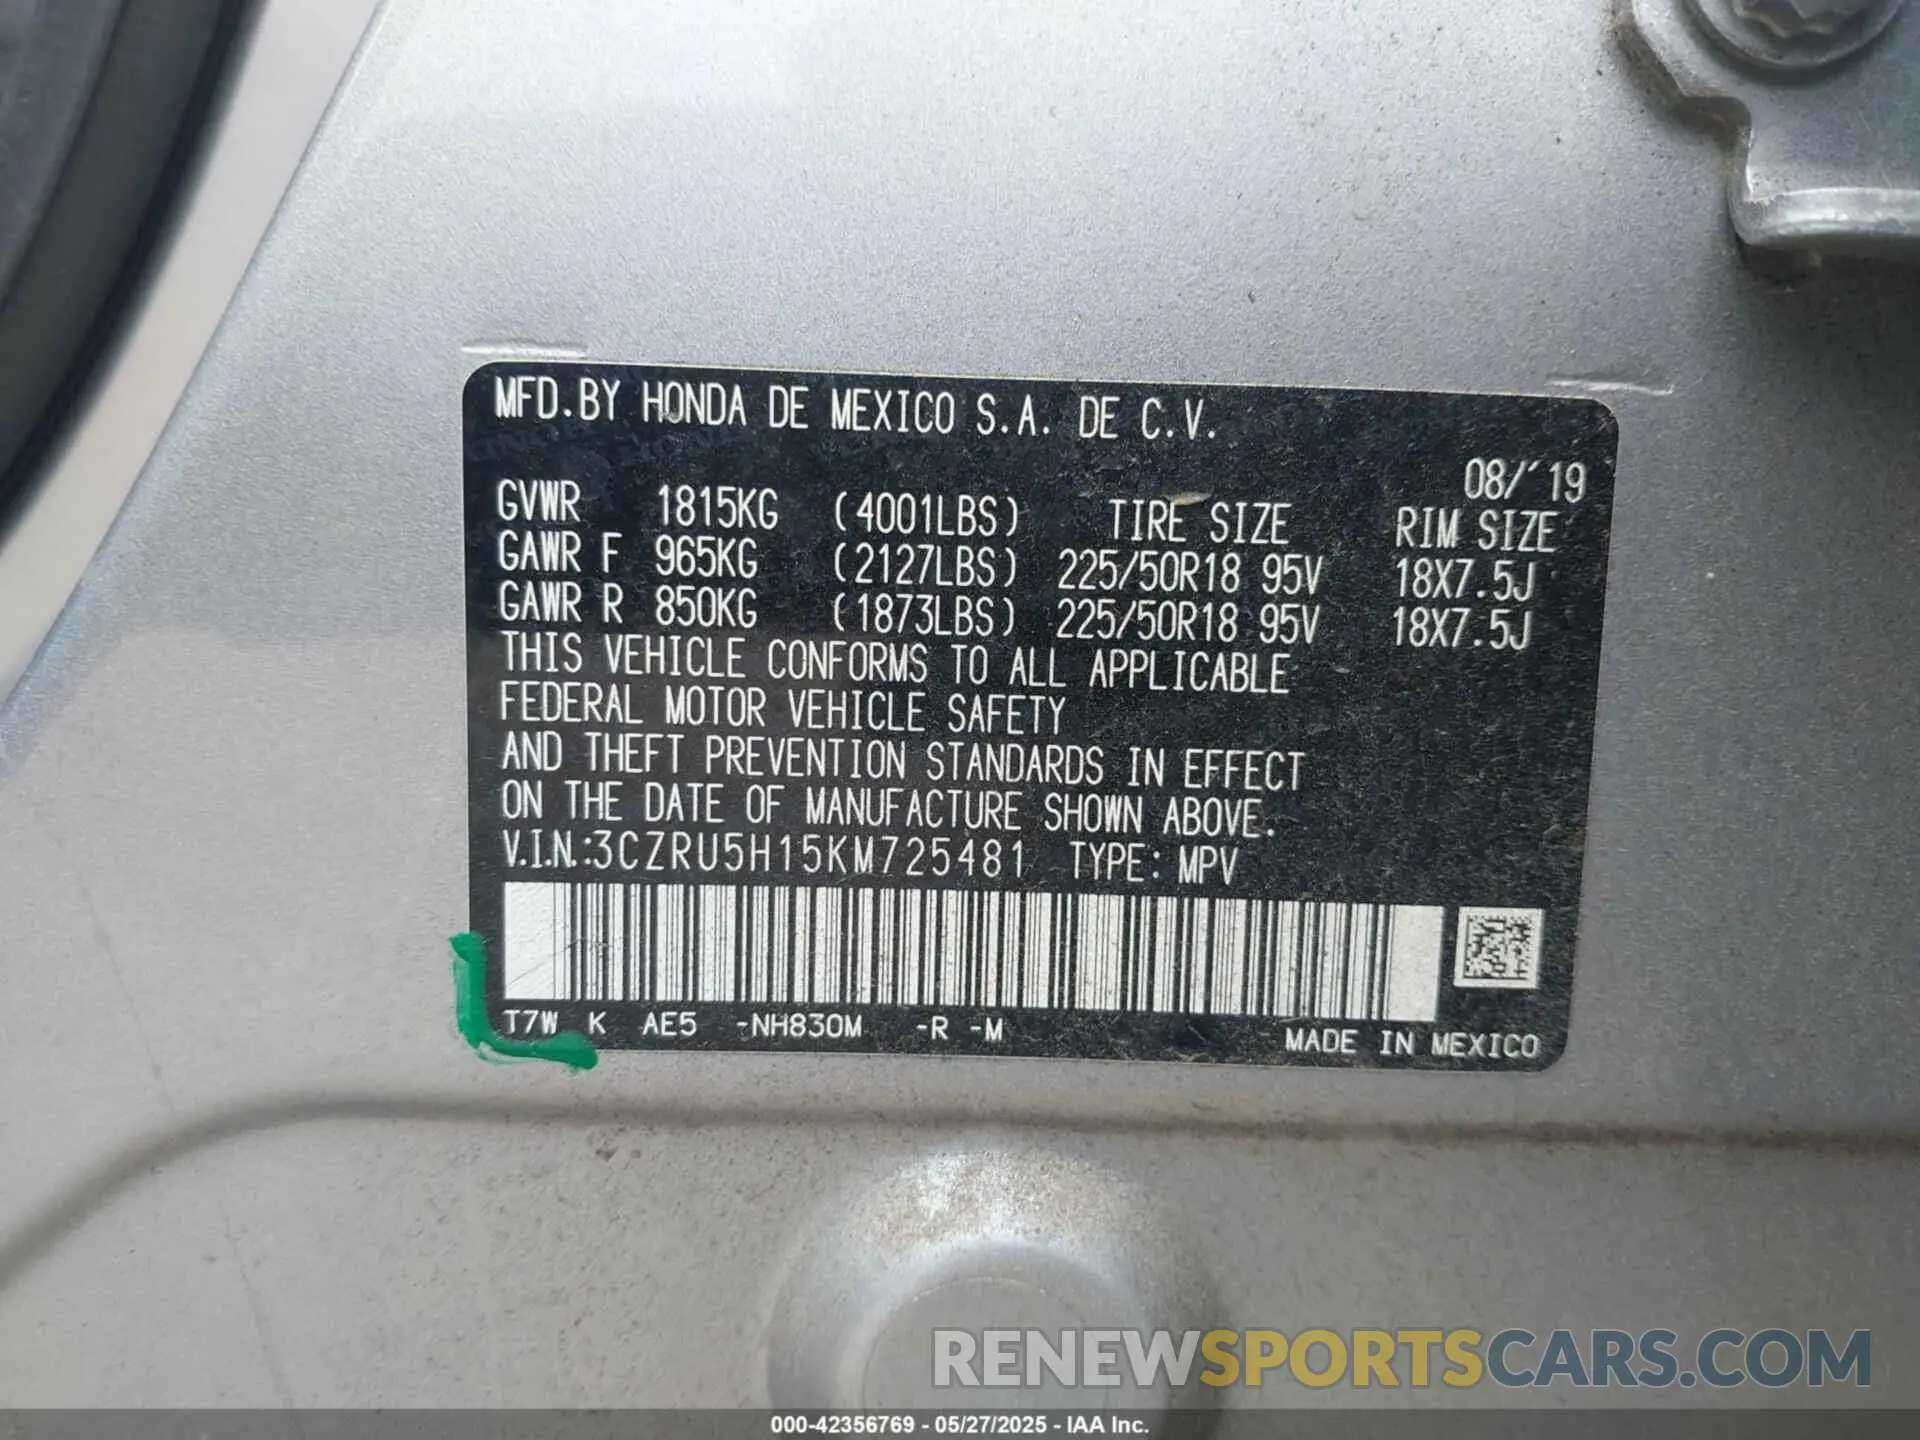 MFD.BY HONDA DE MEXICO S.A. DE C.V.
08/'19
GVWR 1815KG (4001LBS) TIRE SIZE RIM SIZE
GAWR F 965KG (2127LBS) 225/50R18 95V 18X7.5J
GAWR R 850KG (1873LBS) 225/50R18 95V 18X7.5J
THIS VEHICLE CONFORMS TO ALL APPLICABLE
FEDERAL MOTOR VEHICLE SAFETY
AND THEFT PREVENTION STANDARDS IN EFFECT
ON THE DATE OF MANUFACTURE SHOWN ABOVE.
V.I.N.:3CZRU5H15KM725481 TYPE: MPV
T7W K AE5 -NH830M -R -M MADE IN MEXICO
RENEWSPORTSCARS.COM
000-42356769 - 05/27/2025 - IAA Inc.